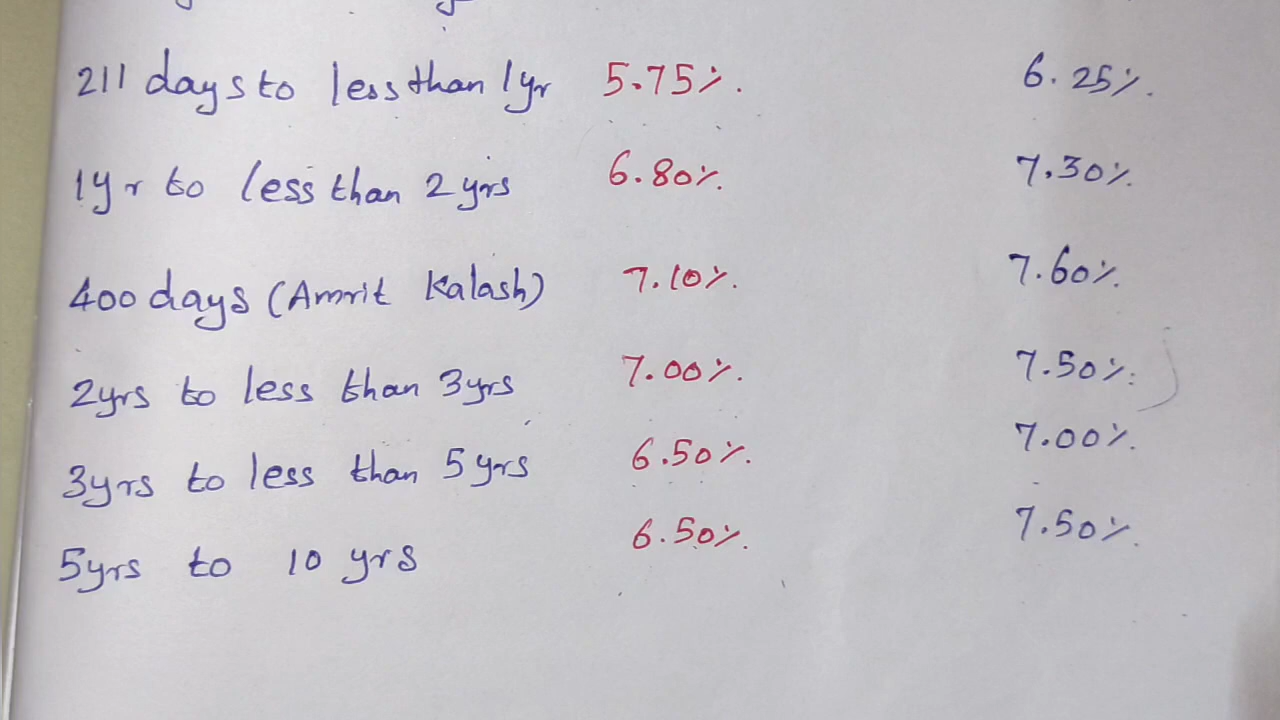 211 days to less than 1yr 5.75% 6.25%
1yr to less than 2yrs 6.80% 7.30%
400 days (Amrit Kalash) 7.10% 7.60%
2yrs to less than 3yrs 7.00% 7.50%
3yrs to less than 5yrs 6.50% 7.00%
5yrs to 10 yrs 6.50% 7.50%